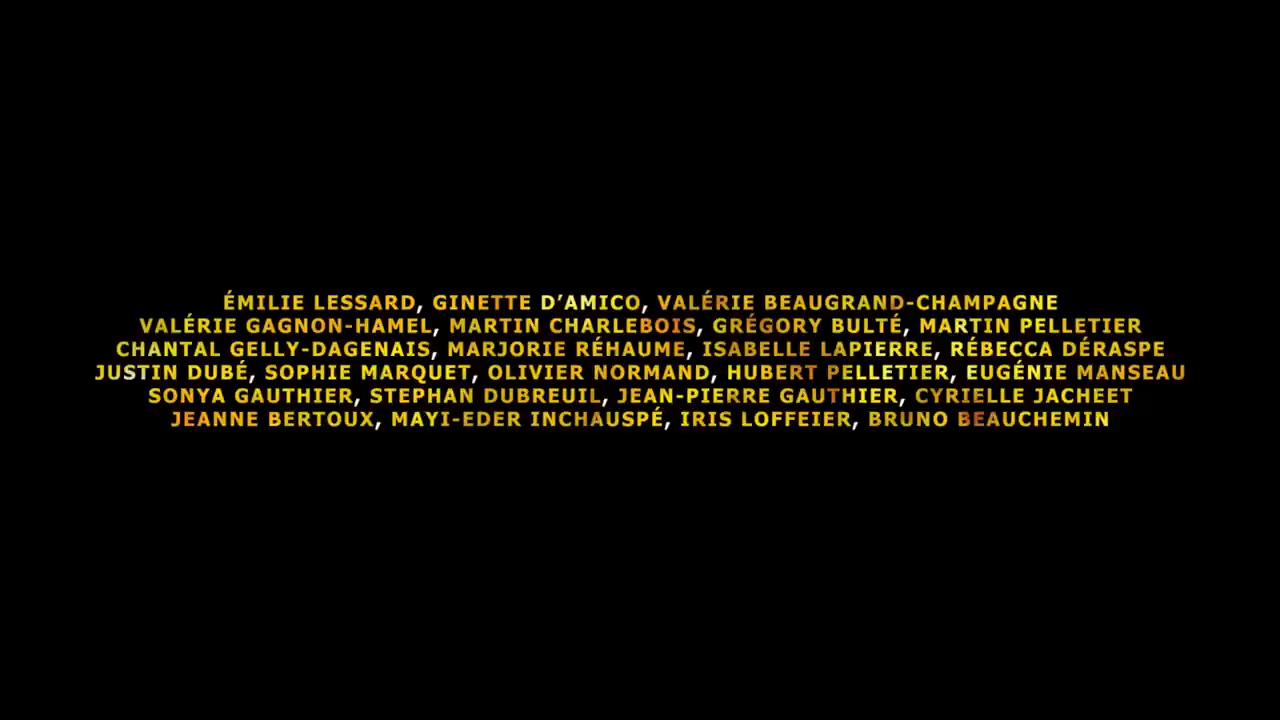 ÉMILIE LESSARD, GINETTE D’AMICO, VALÉRIE BEAUGRAND-CHAMPAGNE
VALÉRIE GAGNON-HAMEL, MARTIN CHARLEBOIS, GRÉGORY BULTÉ, MARTIN PELLETIER
CHANTAL GELLY-DAGENAIS, MARJORIE RÉHAUME, ISABELLE LAPIERRE, RÉBECCA DÉRASPE
JUSTIN DUBÉ, SOPHIE MARQUET, OLIVIER NORMAND, HUBERT PELLETIER, EUGÉNIE MANSEAU
SONYA GAUTHIER, STEPHAN DUBREUIL, JEAN-PIERRE GAUTHIER, CYRIELLE JACHEET
JEANNE BERTOUX, MAYI-EDER INCHAUSPÉ, IRIS LOFFEIER, BRUNO BEAUCHEMIN